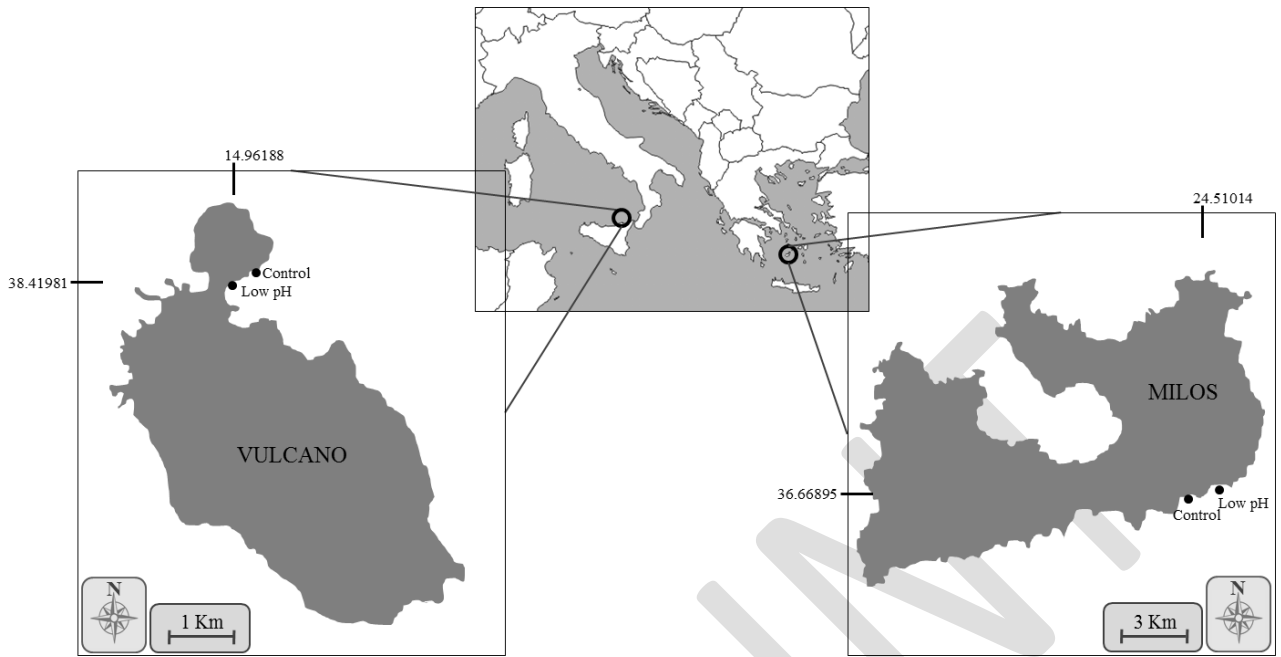 14.96188
24.51014
38.41981
Control
Low pH
VULCANO
MILOS
36.66895
Low pH
Control
N
1 Km
N
3 Km